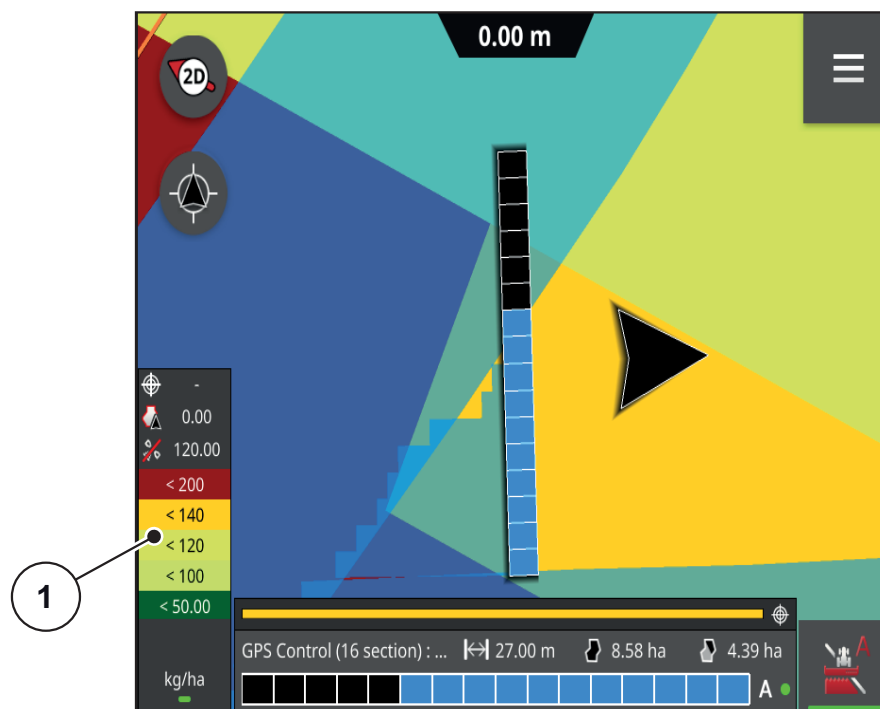 0.00 m
2D
-
0.00
120.00
< 200
< 140
< 120
< 100
< 50.00
kg/ha
1
GPS Control (16 section) : ... 27.00 m 8.58 ha 4.39 ha
A
A